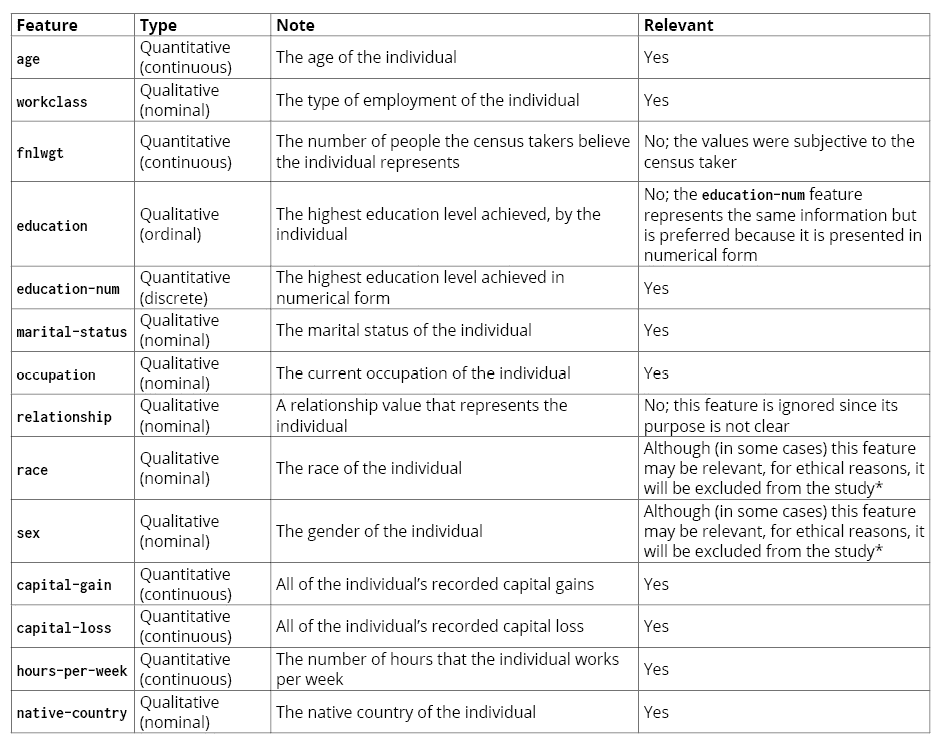 Feature Type Note Relevant
age Quantitative (continuous) The age of the individual Yes
workclass Qualitative (nominal) The type of employment of the individual Yes
fnlwgt Quantitative (continuous) The number of people the census takers believe the individual represents No; the values were subjective to the census taker
education Qualitative (ordinal) The highest education level achieved, by the individual No; the education-num feature represents the same information but is preferred because it is presented in numerical form
education-num Quantitative (discrete) The highest education level achieved in numerical form Yes
marital-status Qualitative (nominal) The marital status of the individual Yes
occupation Qualitative (nominal) The current occupation of the individual Yes
relationship Qualitative (nominal) A relationship value that represents the individual No; this feature is ignored since its purpose is not clear
race Qualitative (nominal) The race of the individual Although (in some cases) this feature may be relevant, for ethical reasons, it will be excluded from the study*
sex Qualitative (nominal) The gender of the individual Although (in some cases) this feature may be relevant, for ethical reasons, it will be excluded from the study*
capital-gain Quantitative (continuous) All of the individual's recorded capital gains Yes
capital-loss Quantitative (continuous) All of the individual's recorded capital loss Yes
hours-per-week Quantitative (continuous) The number of hours that the individual works per week Yes
native-country Qualitative (nominal) The native country of the individual Yes